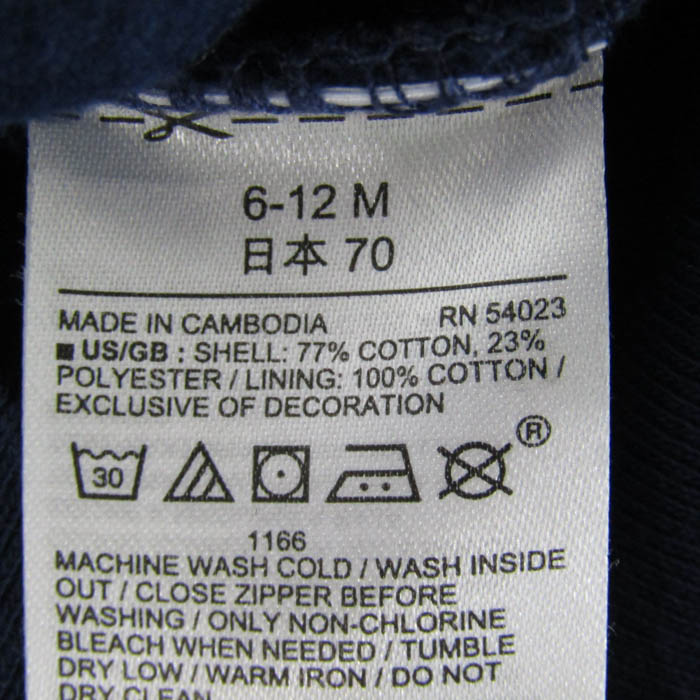 6-12 M
日本 70
MADE IN CAMBODIA RN 54023
US/GB : SHELL: 77% COTTON, 23%
POLYESTER / LINING: 100% COTTON /
EXCLUSIVE OF DECORATION
30 ®
1166
MACHINE WASH COLD / WASH INSIDE
OUT / CLOSE ZIPPER BEFORE
WASHING / ONLY NON-CHLORINE
BLEACH WHEN NEEDED / TUMBLE
DRY LOW / WARM IRON / DO NOT
DRY CLEAN